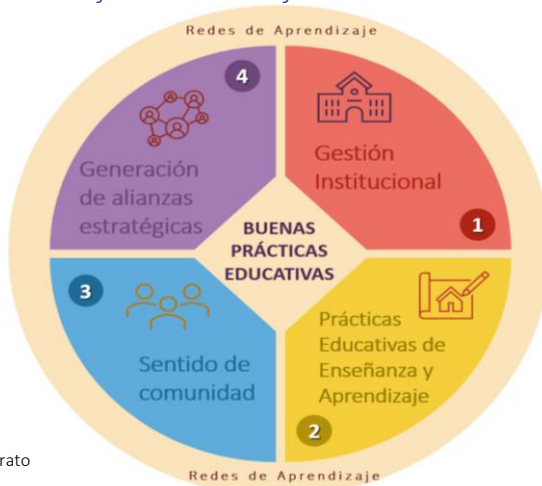 Redes de Aprendizaje
4
Generación
de alianzas
estratégicas
Gestión
Institucional
1
BUENAS
PRÁCTICAS
EDUCATIVAS
3
Sentido de
comunidad
Prácticas
Educativas de
Enseñanza y
Aprendizaje
2
rato
Redes de Aprendizaje